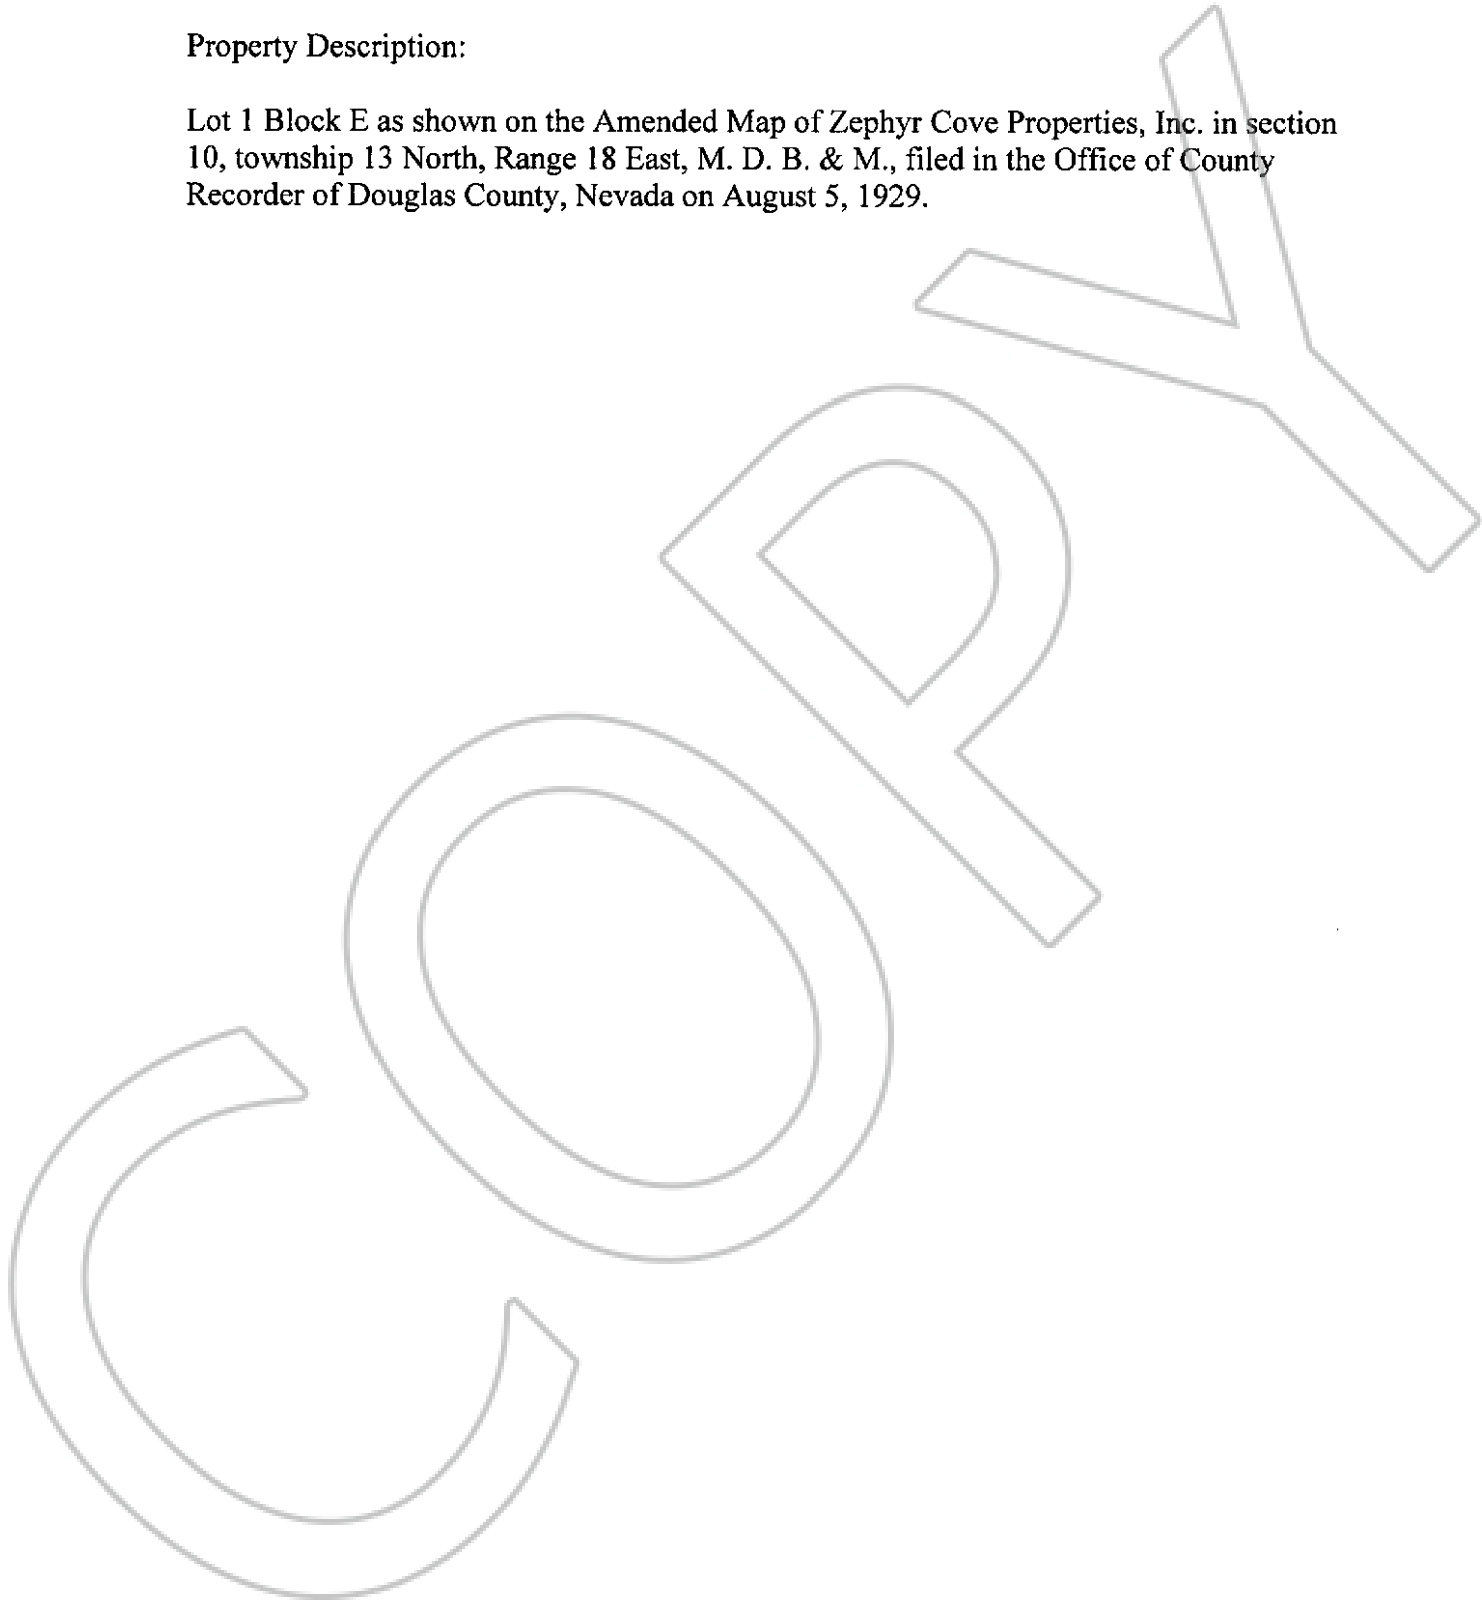 Property Description:
Lot 1 Block E as shown on the Amended Map of Zephyr Cove Properties, Inc. in section
10, township 13 North, Range 18 East, M. D. B. & M., filed in the Office of County
Recorder of Douglas County, Nevada on August 5, 1929.
COPY